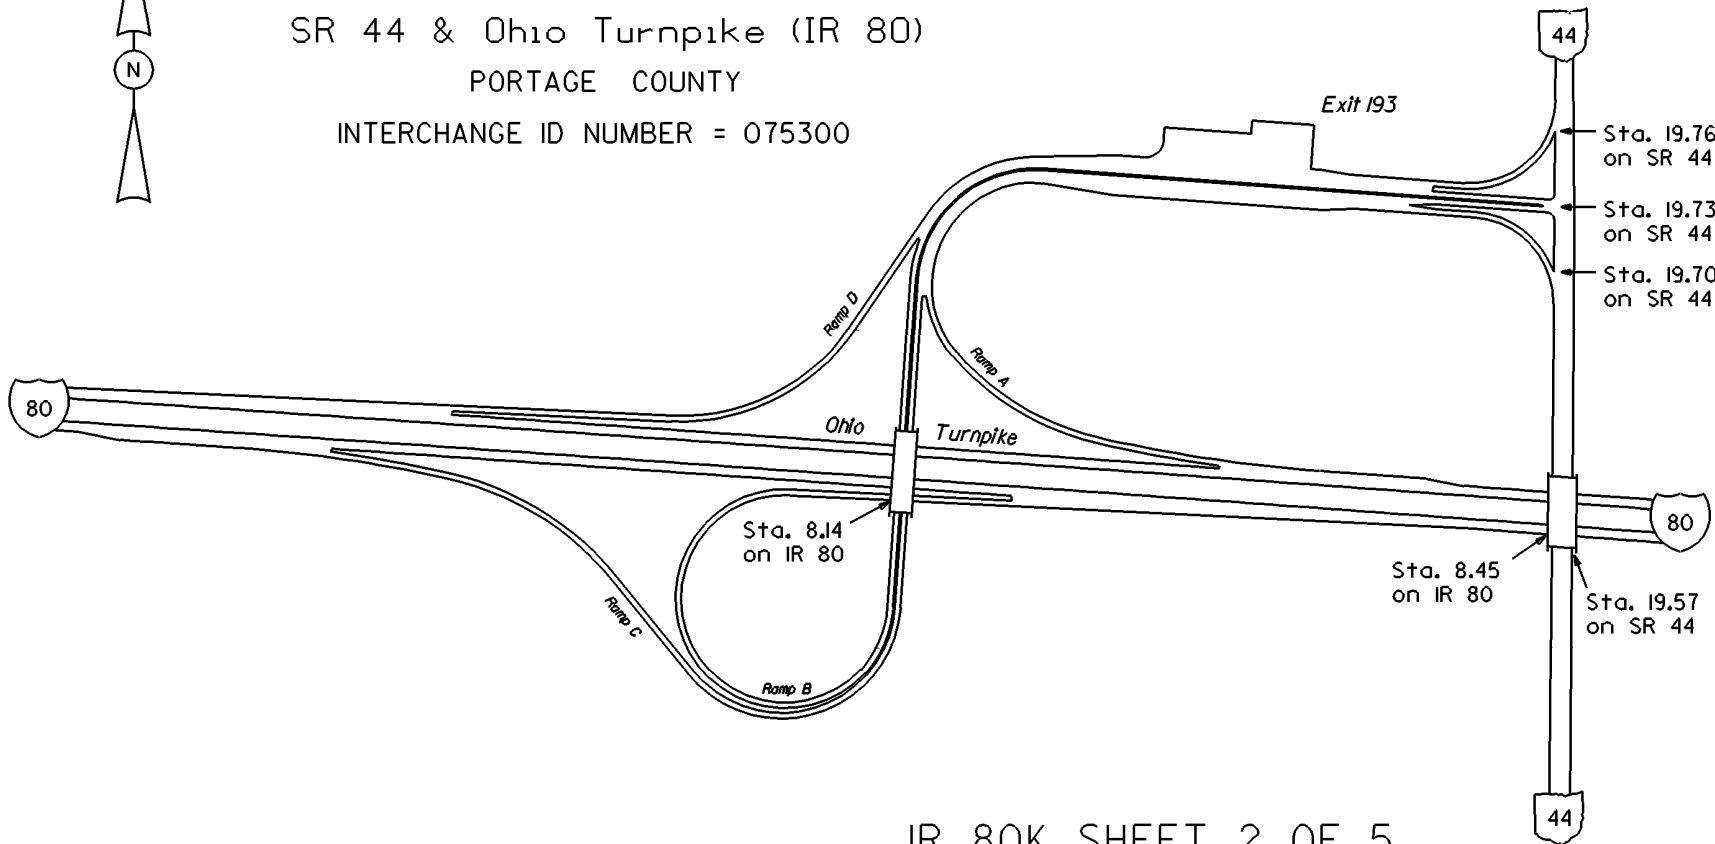 SR 44 & Ohio Turnpike (IR 80)
PORTAGE COUNTY
INTERCHANGE ID NUMBER = 075300
N
44
Exit 193
Sta. 19.76
on SR 44
Sta. 19.73
on SR 44
Sta. 19.70
on SR 44
Ramp D
Ramp A
80
Ohio Turnpike
Sta. 8.14
on IR 80
80
Sta. 8.45
on IR 80
Sta. 19.57
on SR 44
Ramp C
Ramp B
44
IR 80K SHEET 2 OF 5